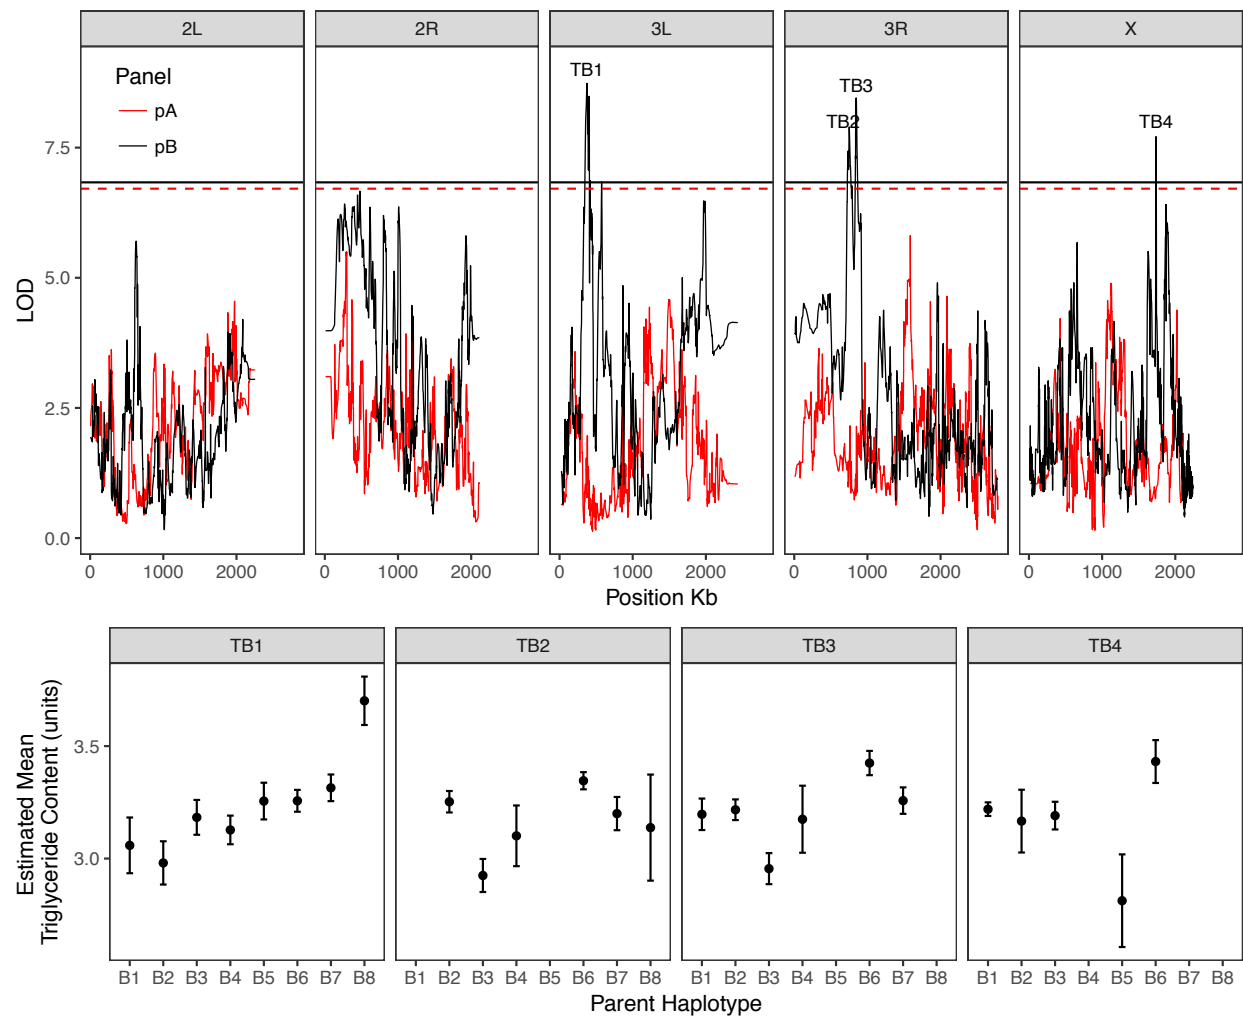 2L 2R 3L 3R X
Panel
pA
pB
TB1
TB3
TB2
TB4
LOD
7.5
5.0
2.5
0.0
0 1000 2000 0 1000 2000 0 1000 2000 0 1000 2000 0 1000 2000
Position Kb
TB1 TB2 TB3 TB4
Estimated Mean
Triglyceride Content (units)
3.5
3.0
B1 B2 B3 B4 B5 B6 B7 B8 B1 B2 B3 B4 B5 B6 B7 B8 B1 B2 B3 B4 B5 B6 B7 B8 B1 B2 B3 B4 B5 B6 B7 B8
Parent Haplotype